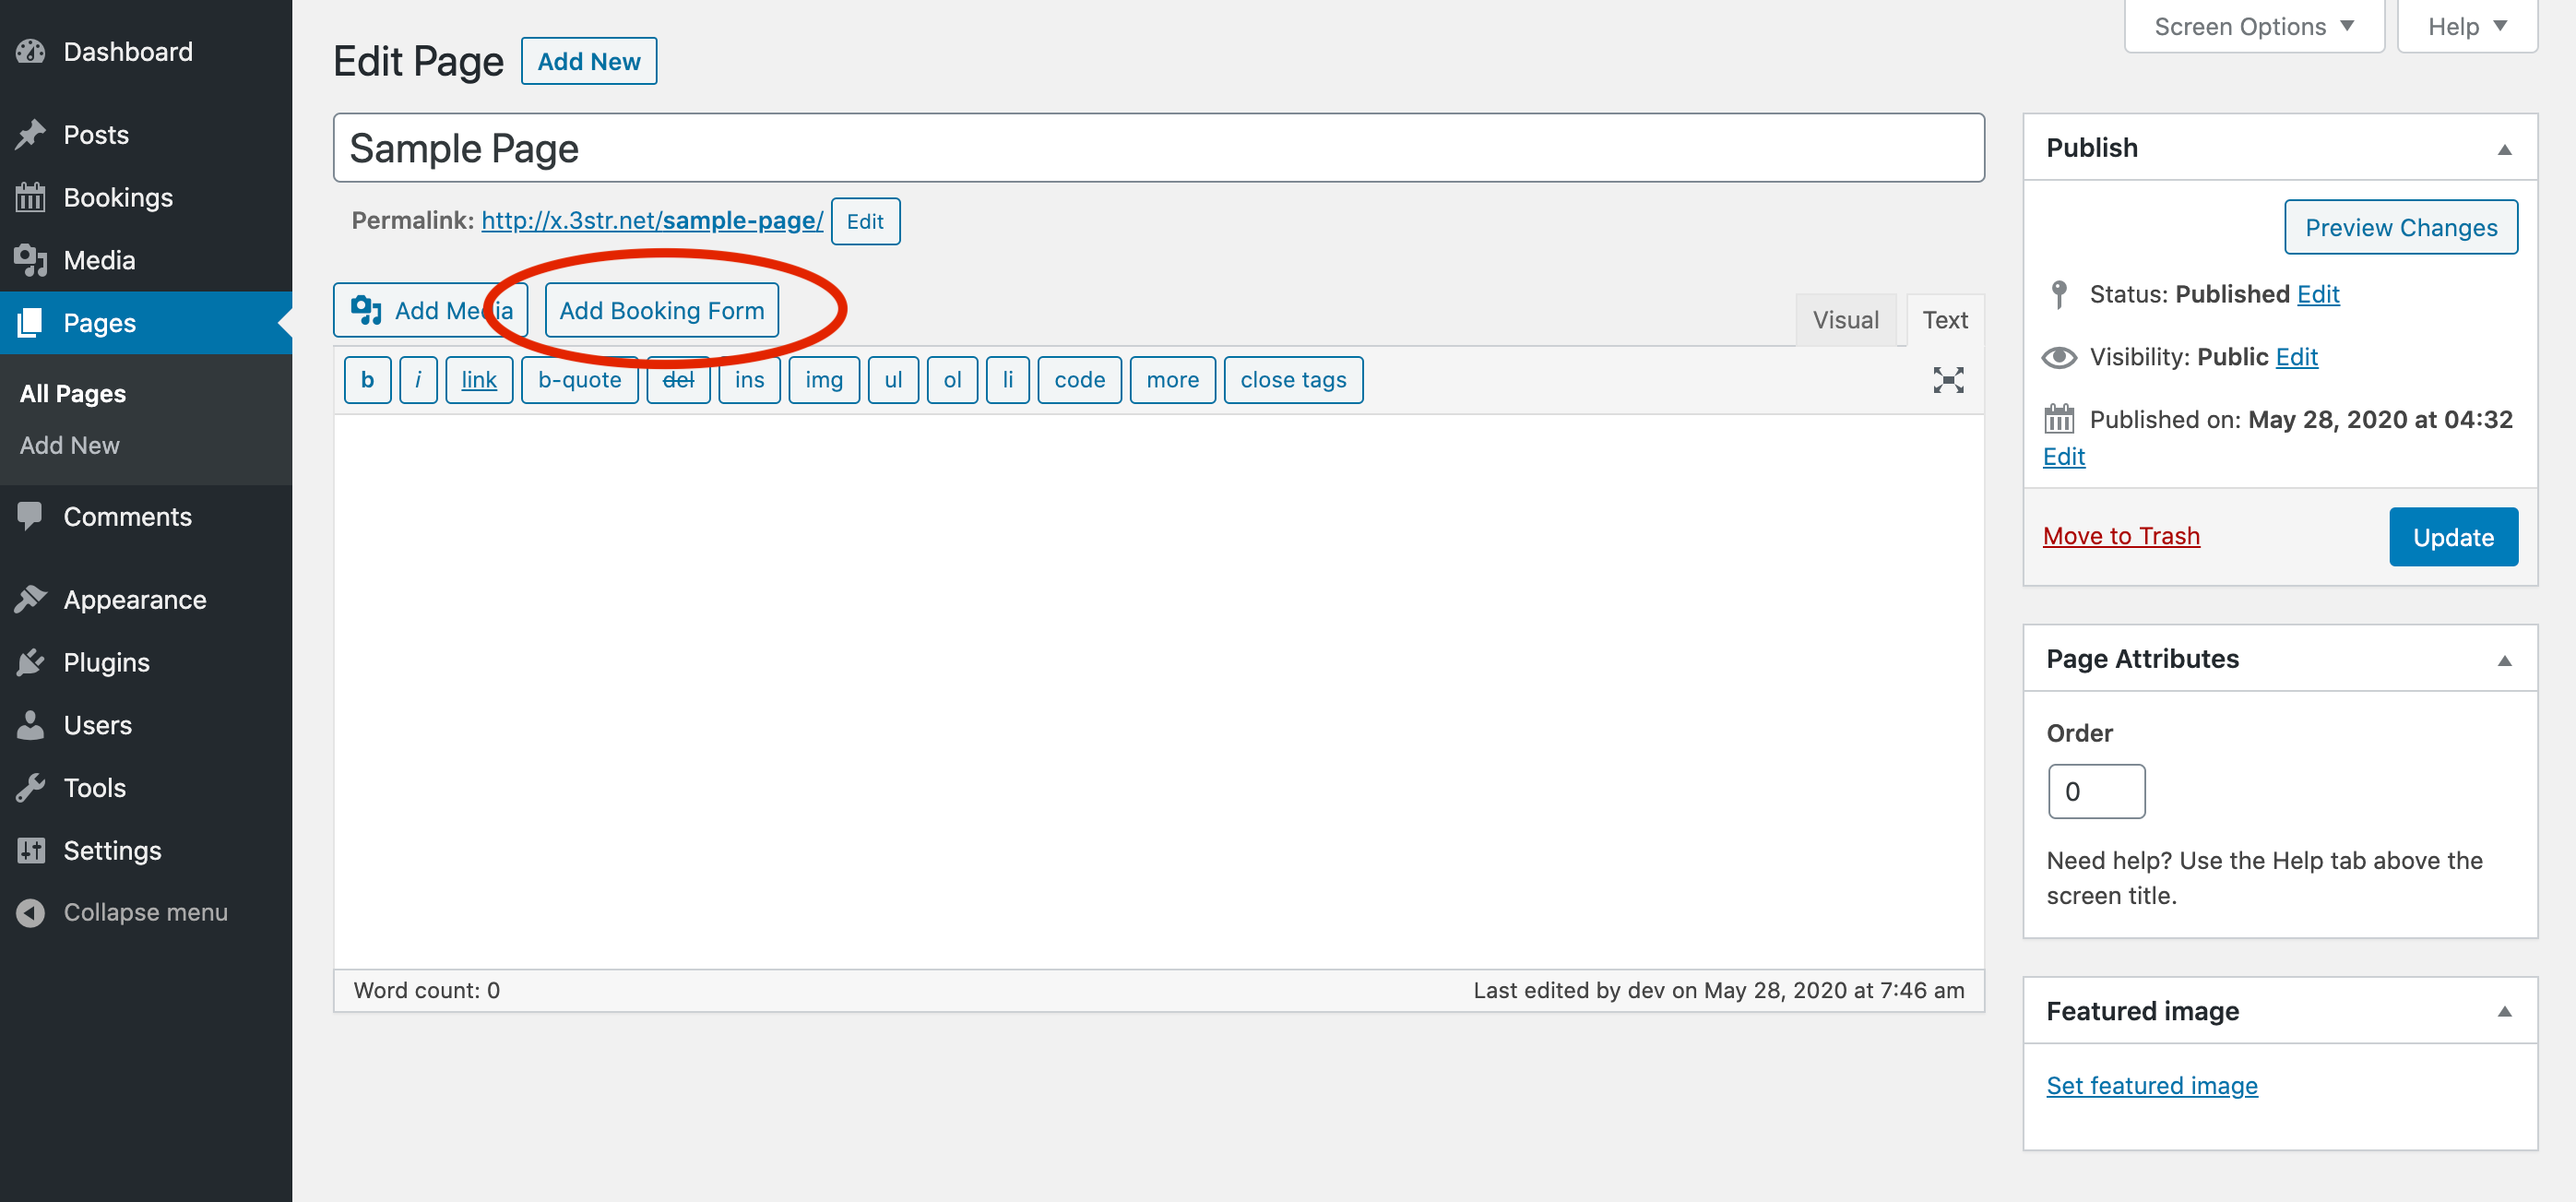 Dashboard
Posts
Bookings
Media
Pages
All Pages
Add New
Comments
Appearance
Plugins
Users
Tools
Settings
Collapse menu
Screen Options
Help
Edit Page Add New
Sample Page
Permalink: http://x.3str.net/sample-page/ Edit
Add Media Add Booking Form
Visual Text
b i link b-quote del ins img ul ol li code more close tags
Word count: 0 Last edited by dev on May 28, 2020 at 7:46 am
Publish
Preview Changes
Status: Published Edit
Visibility: Public Edit
Published on: May 28, 2020 at 04:32
Edit
Move to Trash Update
Page Attributes
Order
0
Need help? Use the Help tab above the
screen title.
Featured image
Set featured image